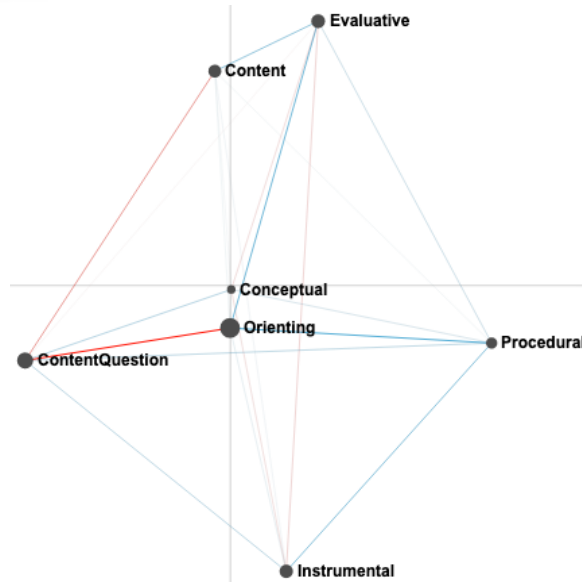 Evaluative
Content
Conceptual
Orienting
Procedural
ContentQuestion
Instrumental